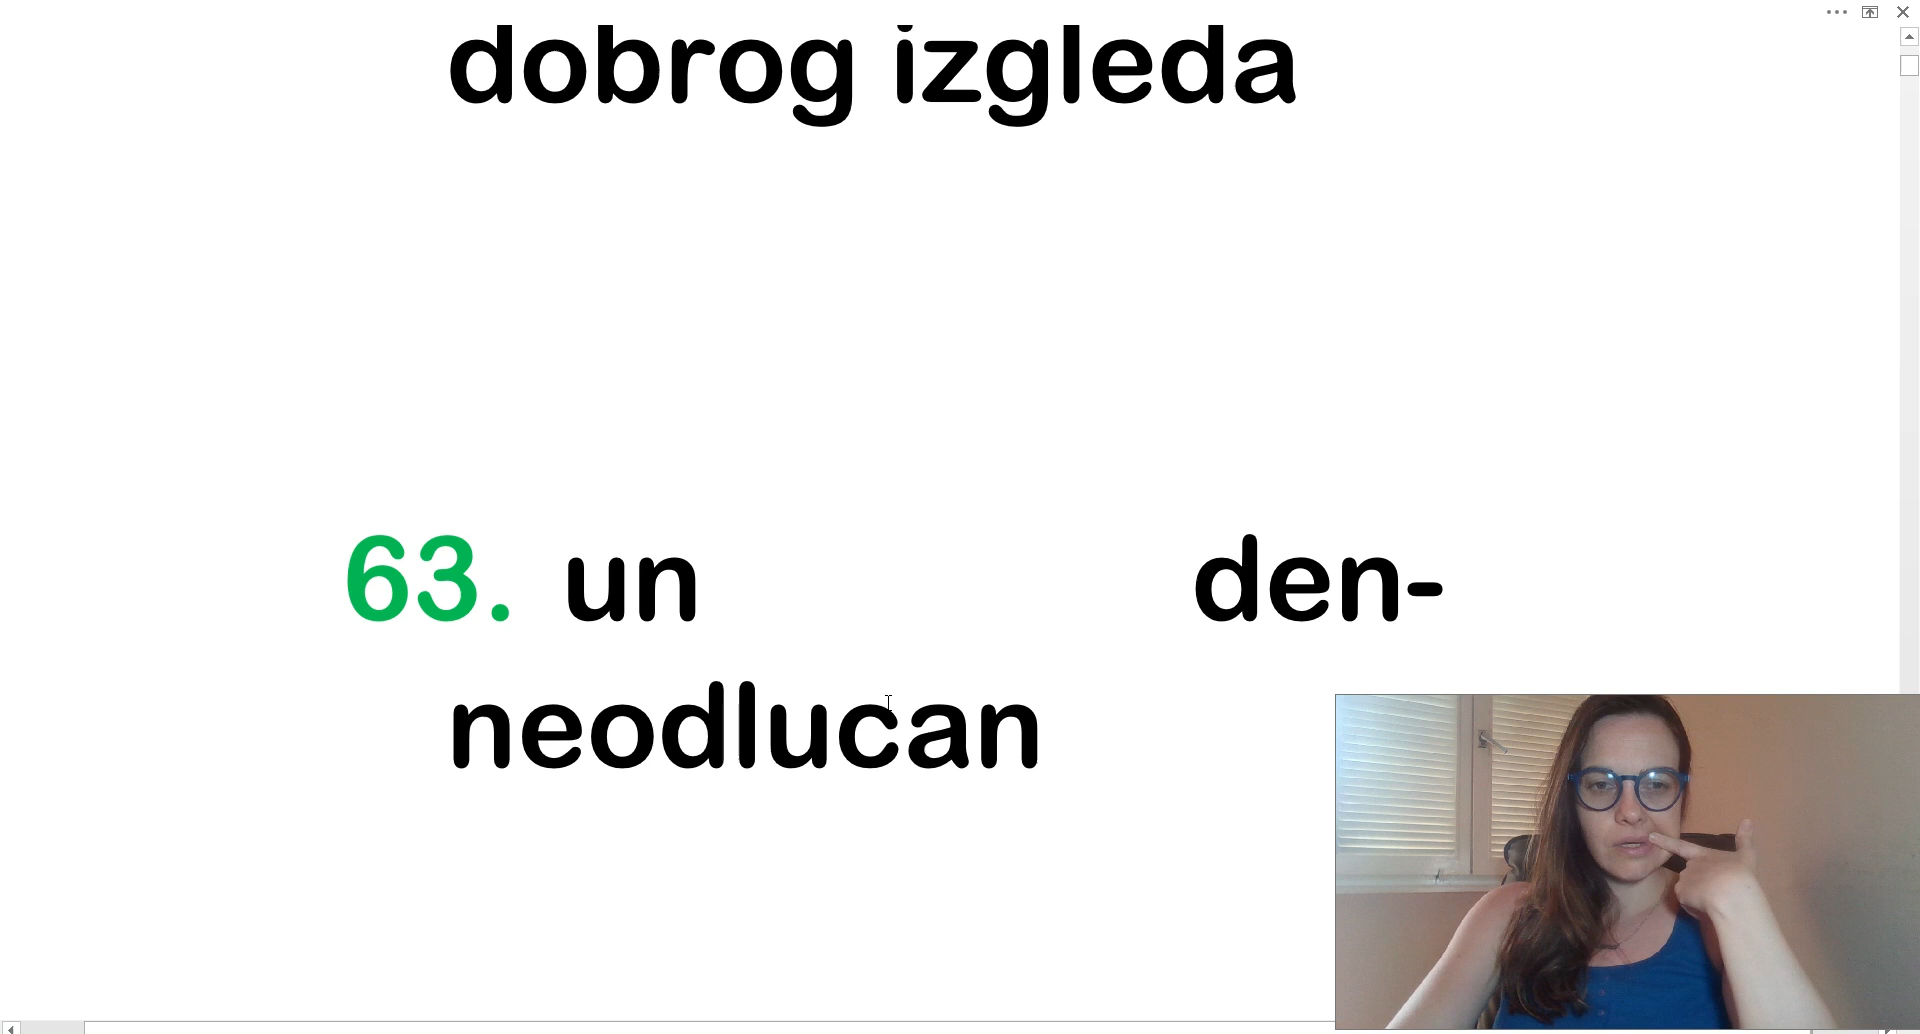 dobrog izgleda
63. un den-
neodlucan